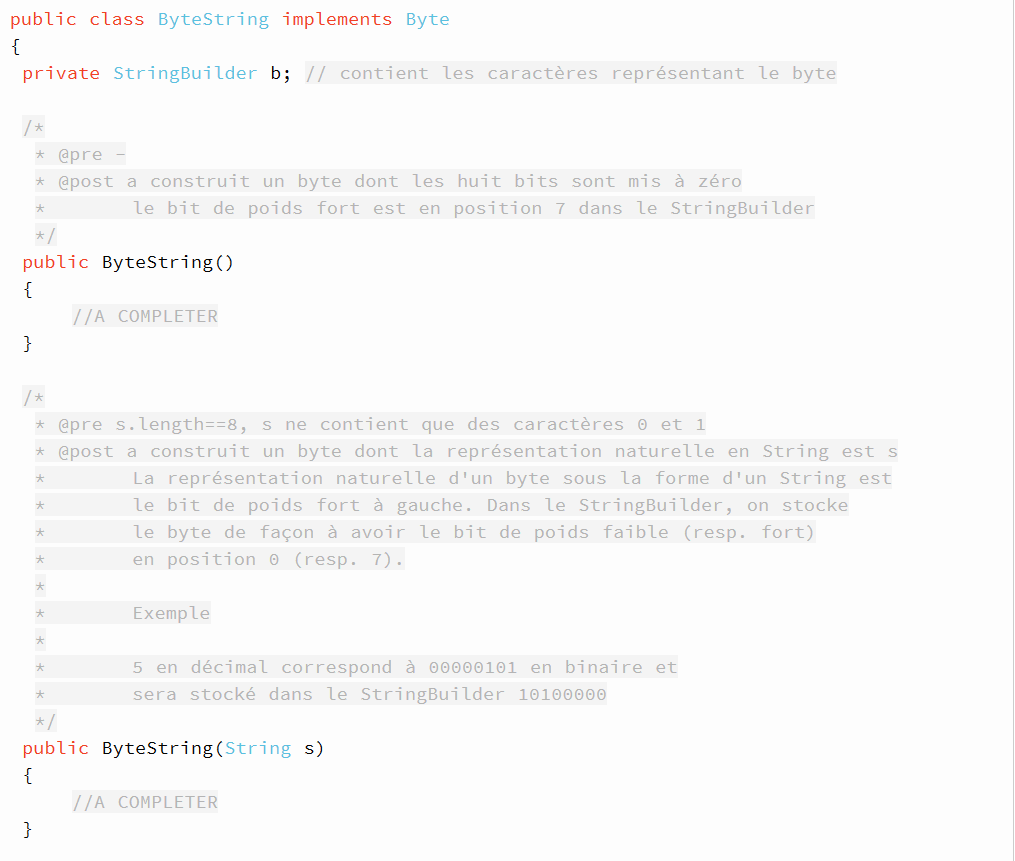 public class ByteString implements Byte
{
private StringBuilder b; // contient les caractères représentant le byte
/*
* @pre -
* @post a construit un byte dont les huit bits sont mis à zéro
*       le bit de poids fort est en position 7 dans le StringBuilder
*/
public ByteString()
{
//A COMPLETER
}
/*
* @pre s.length==8, s ne contient que des caractères 0 et 1
* @post a construit un byte dont la représentation naturelle en String est s
*       La représentation naturelle d'un byte sous la forme d'un String est
*       le bit de poids fort à gauche. Dans le StringBuilder, on stocke
*       le byte de façon à avoir le bit de poids faible (resp. fort)
*       en position 0 (resp. 7).
*
*       Exemple
*
*       5 en décimal correspond à 00000101 en binaire et
*       sera stocké dans le StringBuilder 10100000
*/
public ByteString(String s)
{
//A COMPLETER
}